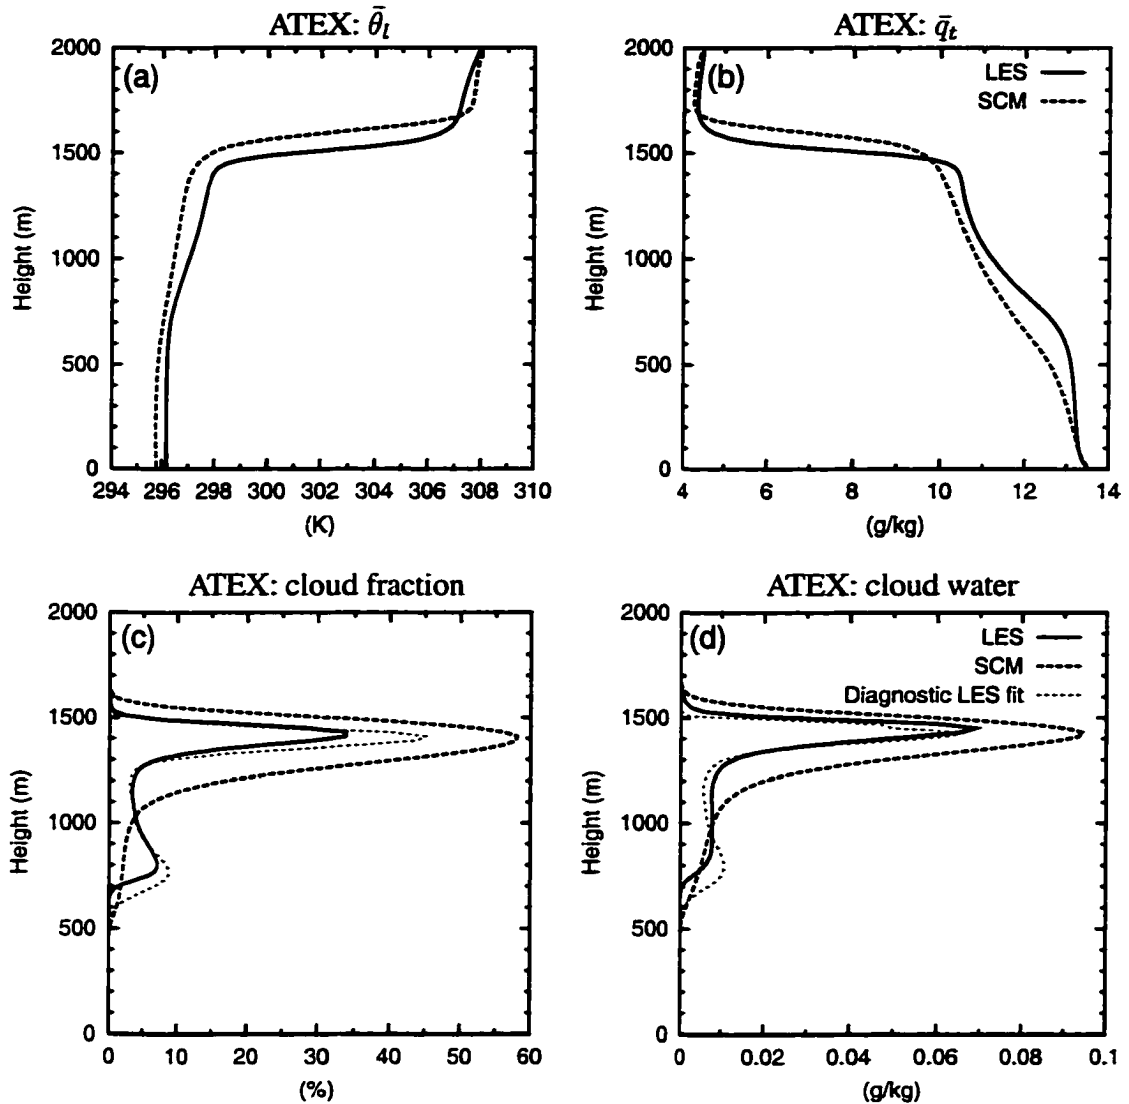 ATEX: θ̄l
ATEX: q̄t
(a)
(b)
LES
SCM
2000
1500
1000
500
0
Height (m)
294 296 298 300 302 304 306 308 310
(K)
2000
1500
1000
500
0
Height (m)
4 6 8 10 12 14
(g/kg)
ATEX: cloud fraction
ATEX: cloud water
(c)
(d)
LES
SCM
Diagnostic LES fit
2000
1500
1000
500
0
Height (m)
0 10 20 30 40 50 60
(%)
2000
1500
1000
500
0
Height (m)
0 0.02 0.04 0.06 0.08 0.1
(g/kg)